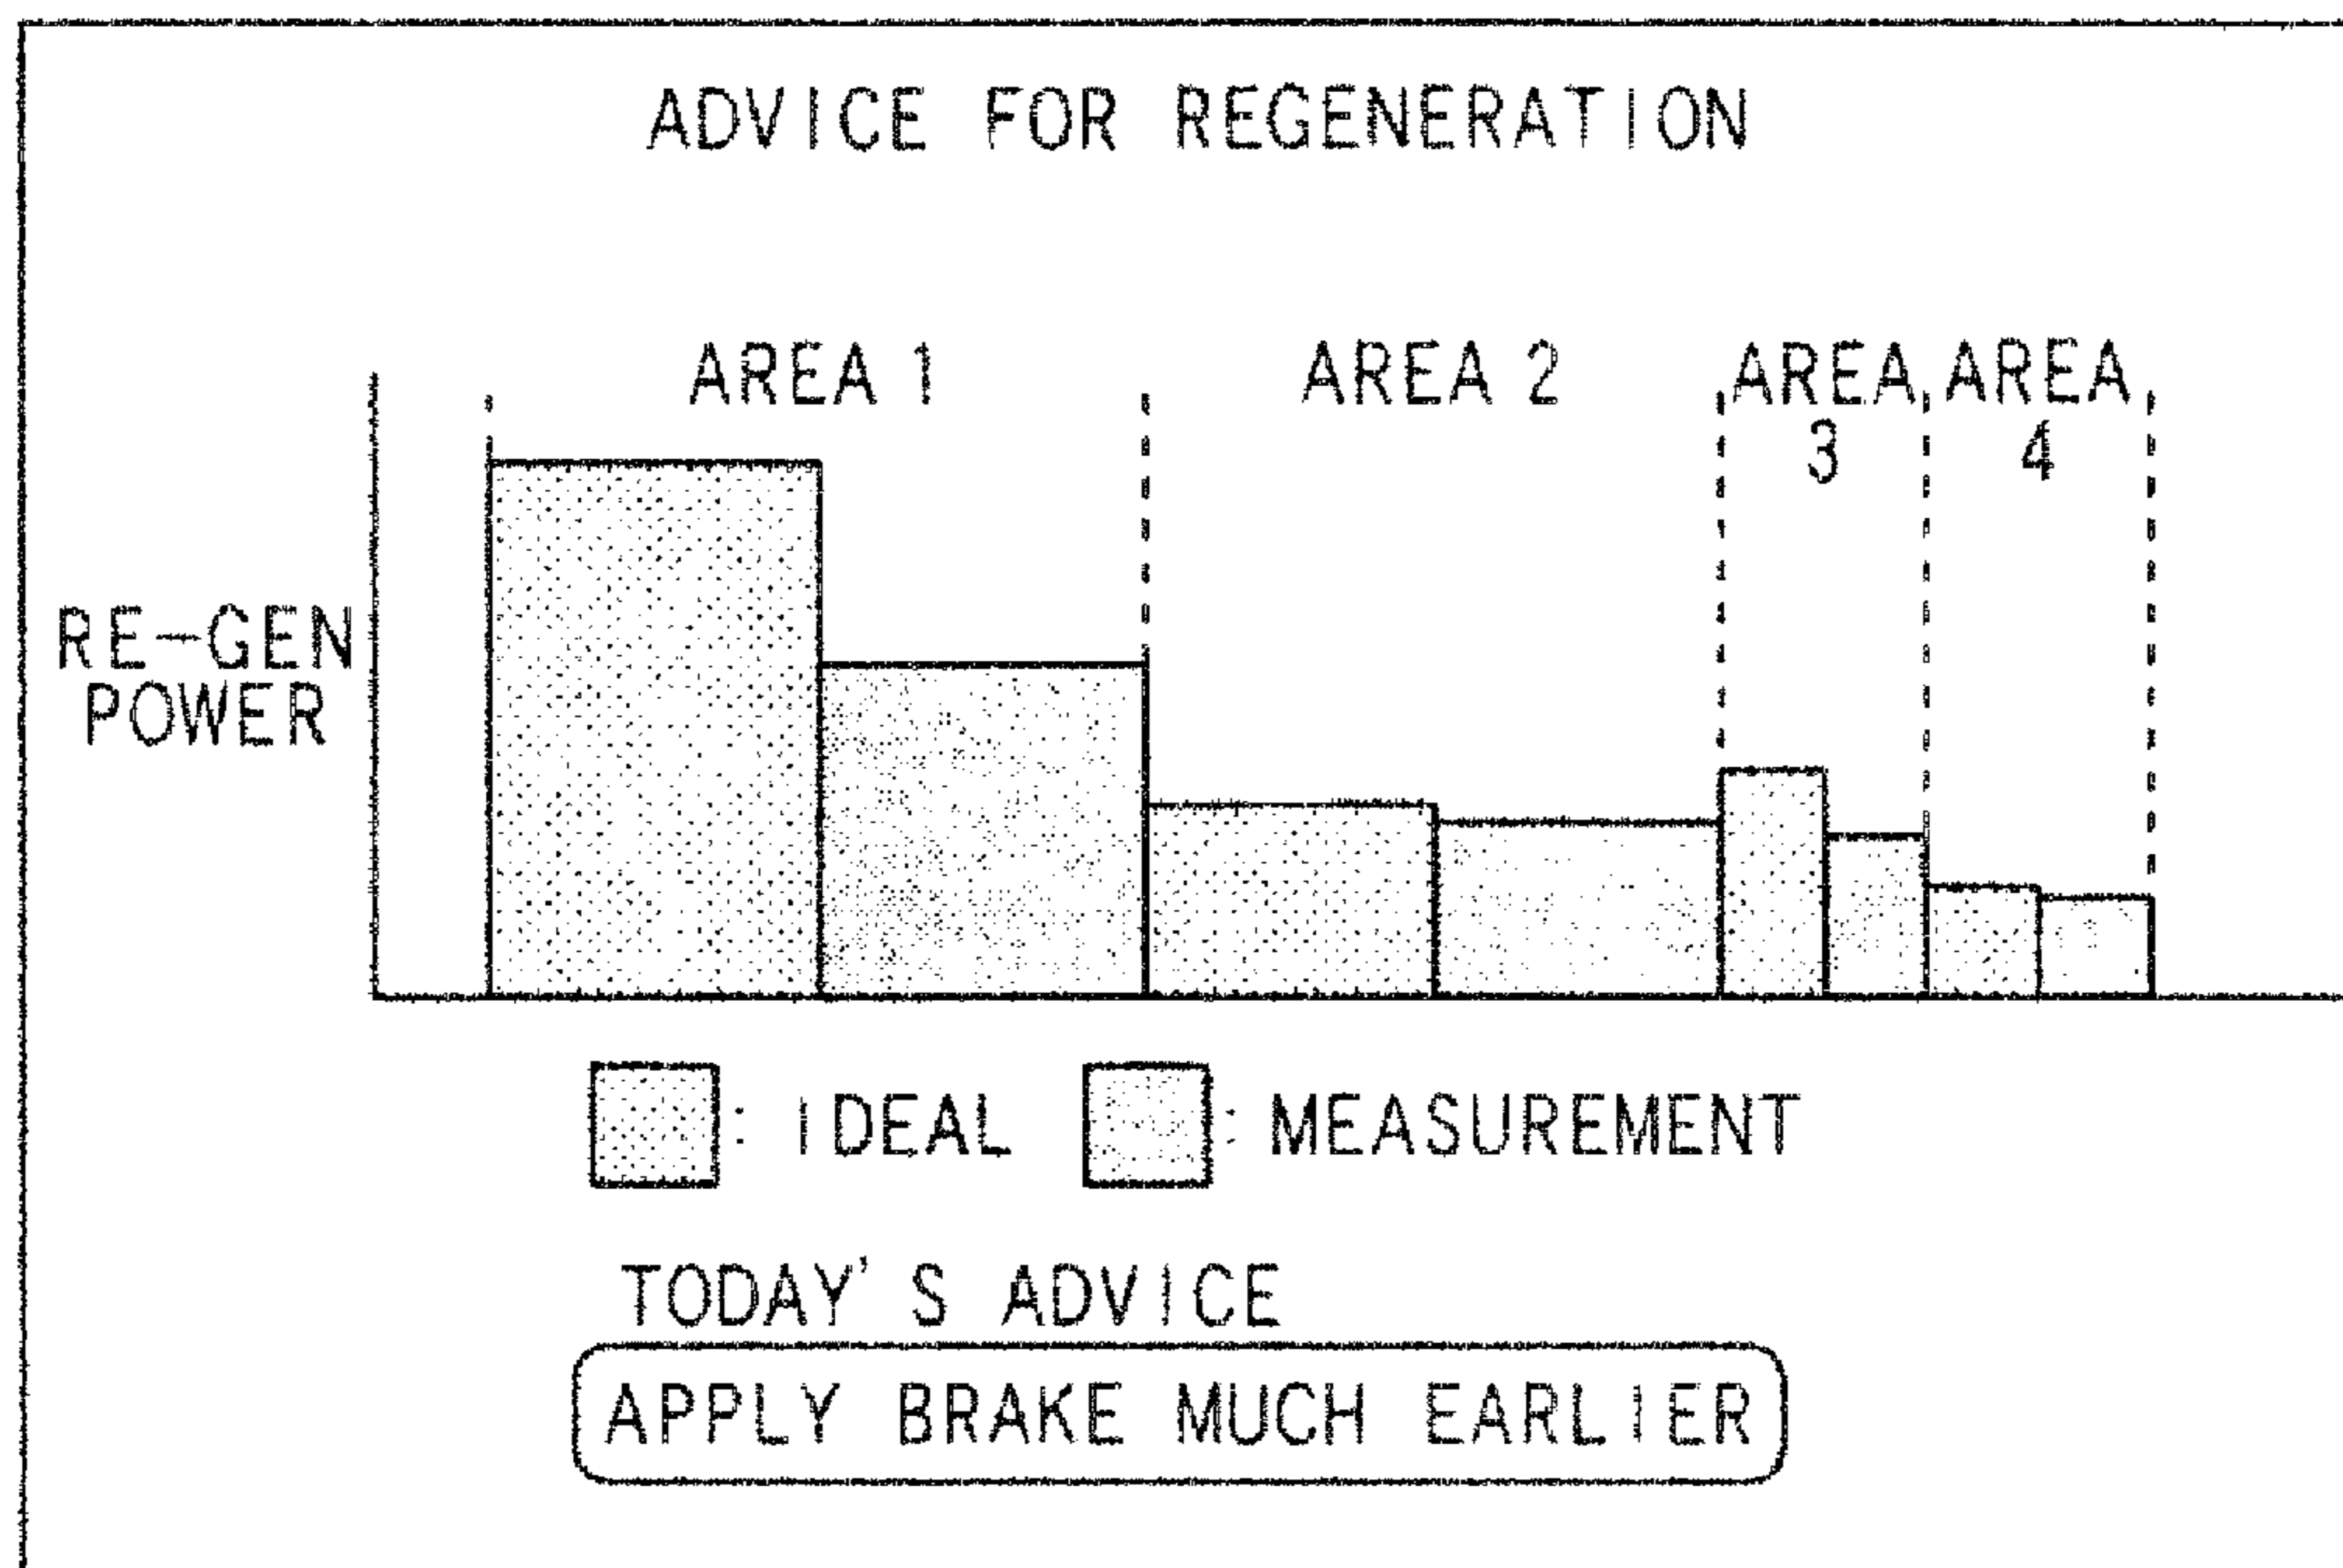 ADVICE FOR REGENERATION
AREA 1
AREA 2
AREA
3
AREA
4
RE-GEN
POWER
: IDEAL
: MEASUREMENT
TODAY'S ADVICE
APPLY BRAKE MUCH EARLIER